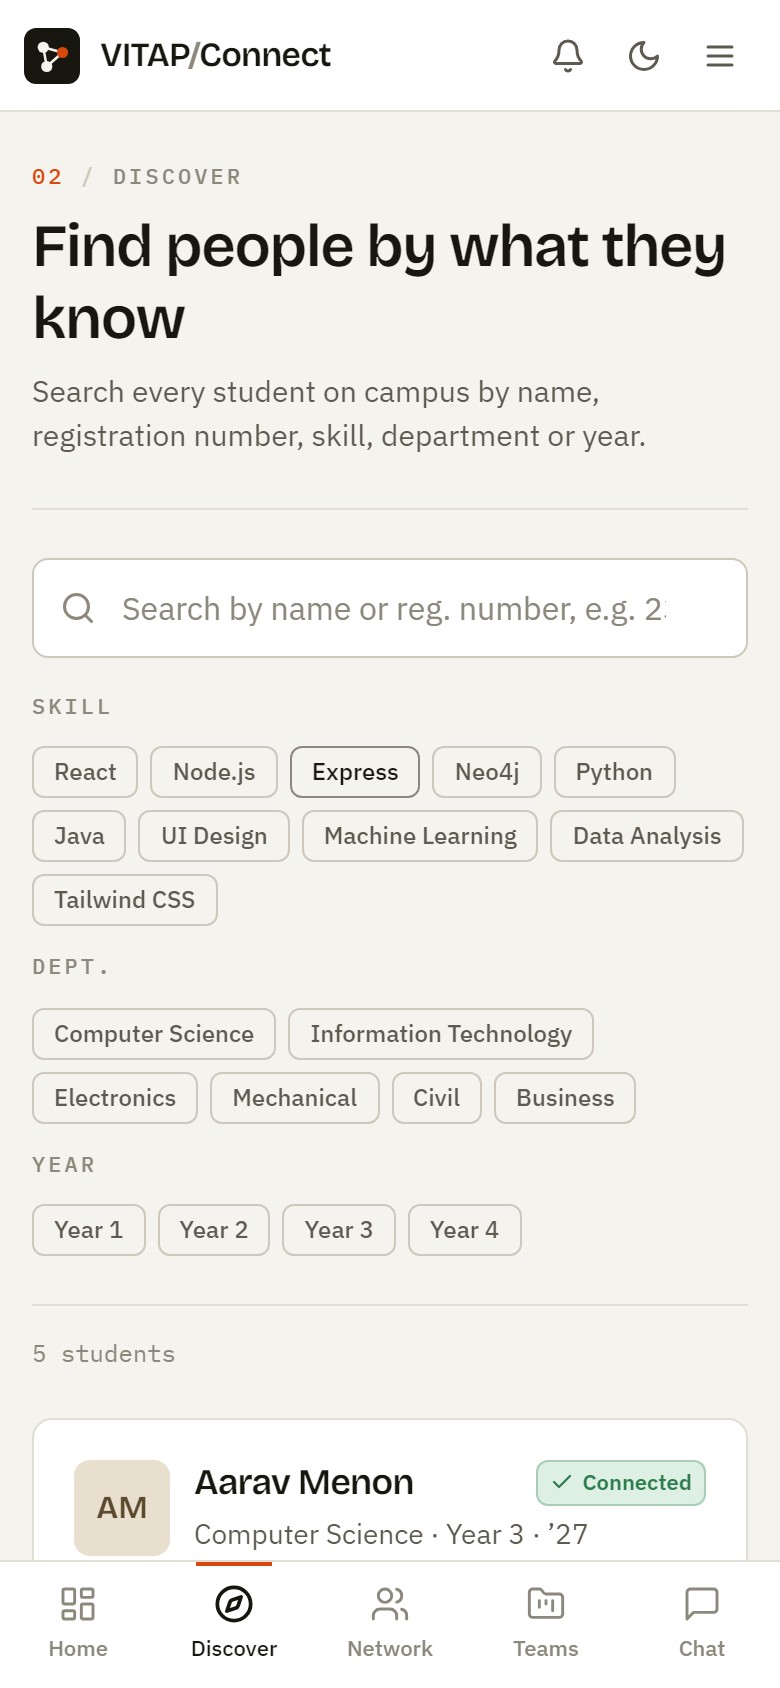 VITAP/Connect
02 / DISCOVER
Find people by what they
know
Search every student on campus by name,
registration number, skill, department or year.
Search by name or reg. number, e.g. 2
SKILL
React Node.js Express Neo4j Python
Java UI Design Machine Learning Data Analysis
Tailwind CSS
DEPT.
Computer Science Information Technology
Electronics Mechanical Civil Business
YEAR
Year 1 Year 2 Year 3 Year 4
5 students
AM
Aarav Menon
Connected
Computer Science · Year 3 · ’27
Home Discover Network Teams Chat